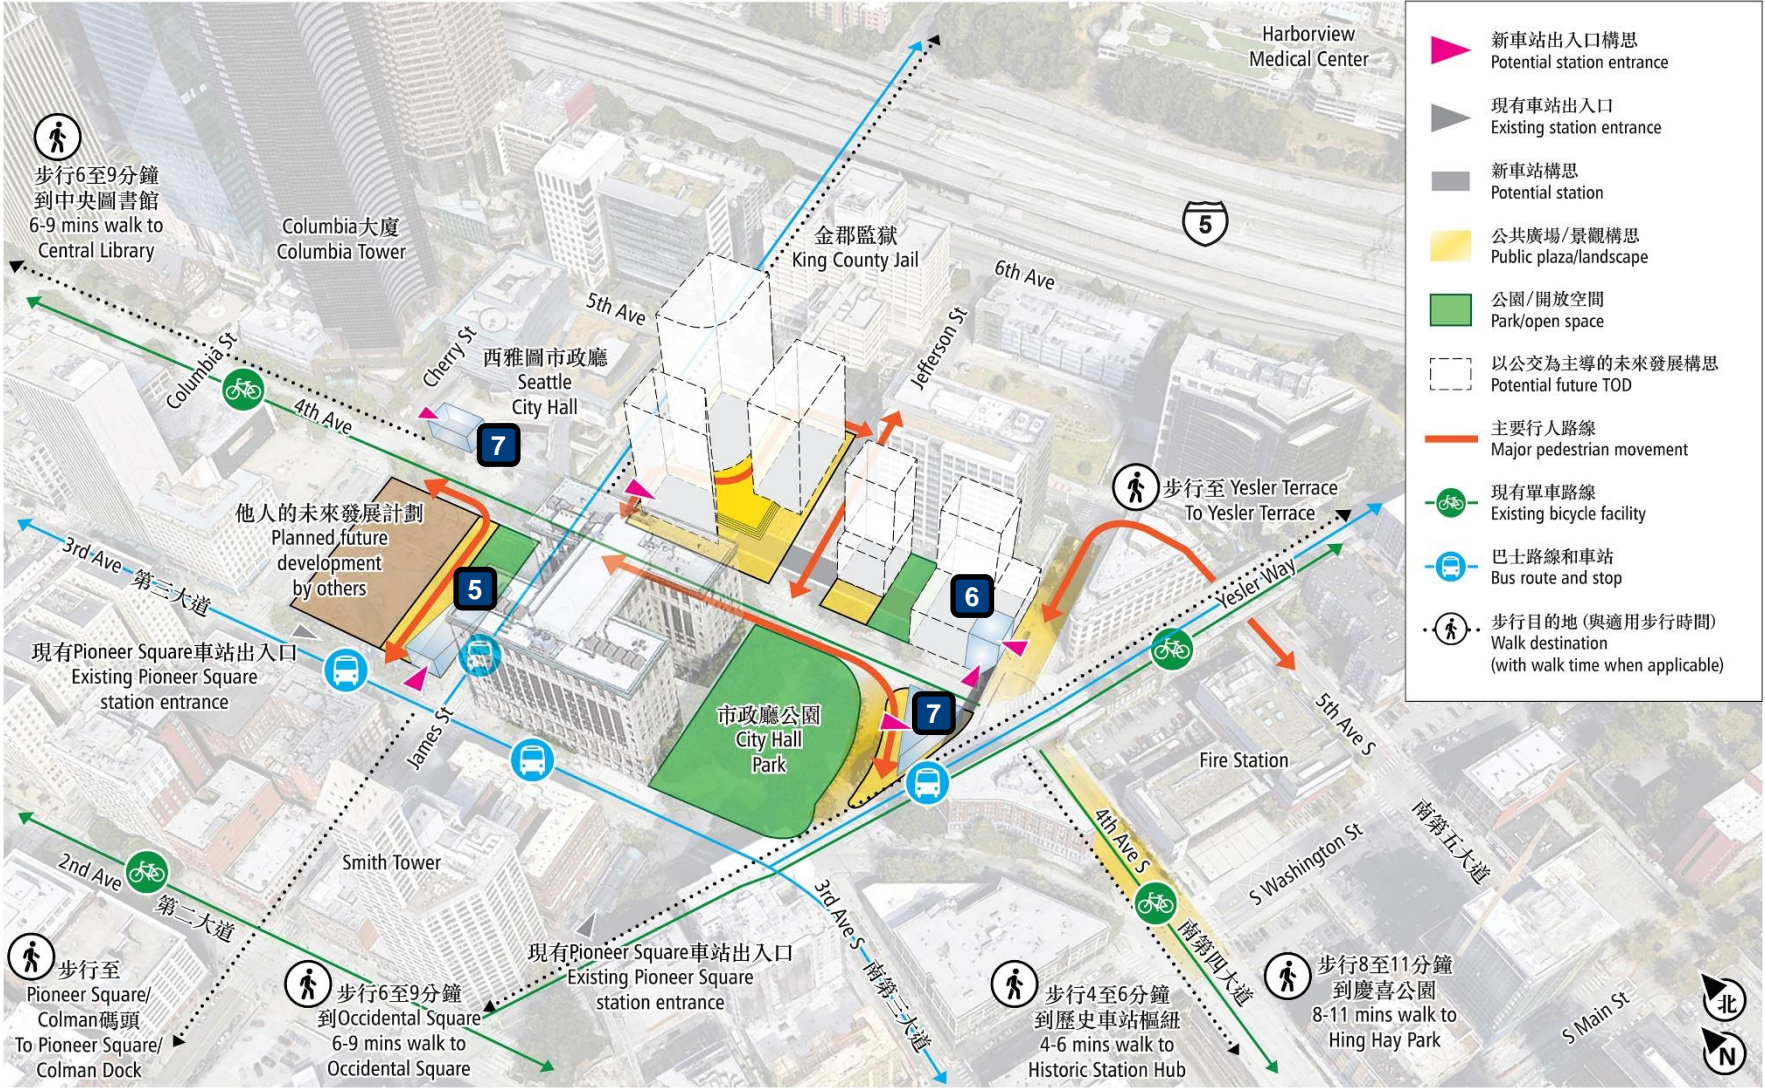 Harborview
Medical Center
步行6至9分鐘
到中央圖書館
6-9 mins walk to
Central Library
Columbia大廈
Columbia Tower
金郡監獄
King County Jail
5
6th Ave
5th Ave
Jefferson St
Cherry St
Columbia St
4th Ave
西雅圖市政廳
Seattle
City Hall
7
步行至 Yesler Terrace
To Yesler Terrace
他人的未來發展計劃
Planned future
development
by others
3rd Ave 第三大道
5
6
Yesler Way
現有Pioneer Square車站出入口
Existing Pioneer Square
station entrance
James St
市政廳公園
City Hall
Park
7
5th Ave S
南第五大道
Fire Station
4th Ave S
南第四大道
S Washington St
2nd Ave
第二大道
Smith Tower
3rd Ave S
南第三大道
現有Pioneer Square車站出入口
Existing Pioneer Square
station entrance
步行至
Pioneer Square/
Colman碼頭
To Pioneer Square/
Colman Dock
步行6至9分鐘
到Occidental Square
6-9 mins walk to
Occidental Square
步行4至6分鐘
到歷史車站樞紐
4-6 mins walk to
Historic Station Hub
步行8至11分鐘
到慶喜公園
8-11 mins walk to
Hing Hay Park
S Main St
北
N
新車站出入口構思
Potential station entrance
現有車站出入口
Existing station entrance
新車站構思
Potential station
公共廣場/景觀構思
Public plaza/landscape
公園/開放空間
Park/open space
以公交為主導的未來發展構思
Potential future TOD
主要行人路線
Major pedestrian movement
現有單車路線
Existing bicycle facility
巴士路線和車站
Bus route and stop
步行目的地 (與適用步行時間)
Walk destination
(with walk time when applicable)